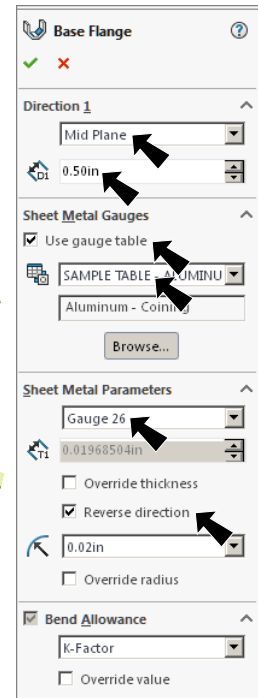 Base Flange
Direction 1
Mid Plane
D1 0.50in
Sheet Metal Gauges
Use gauge table
SAMPLE TABLE - ALUMINU
Aluminum - Coining
Browse...
Sheet Metal Parameters
Gauge 26
T1 0.01968504in
Override thickness
Reverse direction
0.02in
Override radius
Bend Allowance
K-Factor
Override value